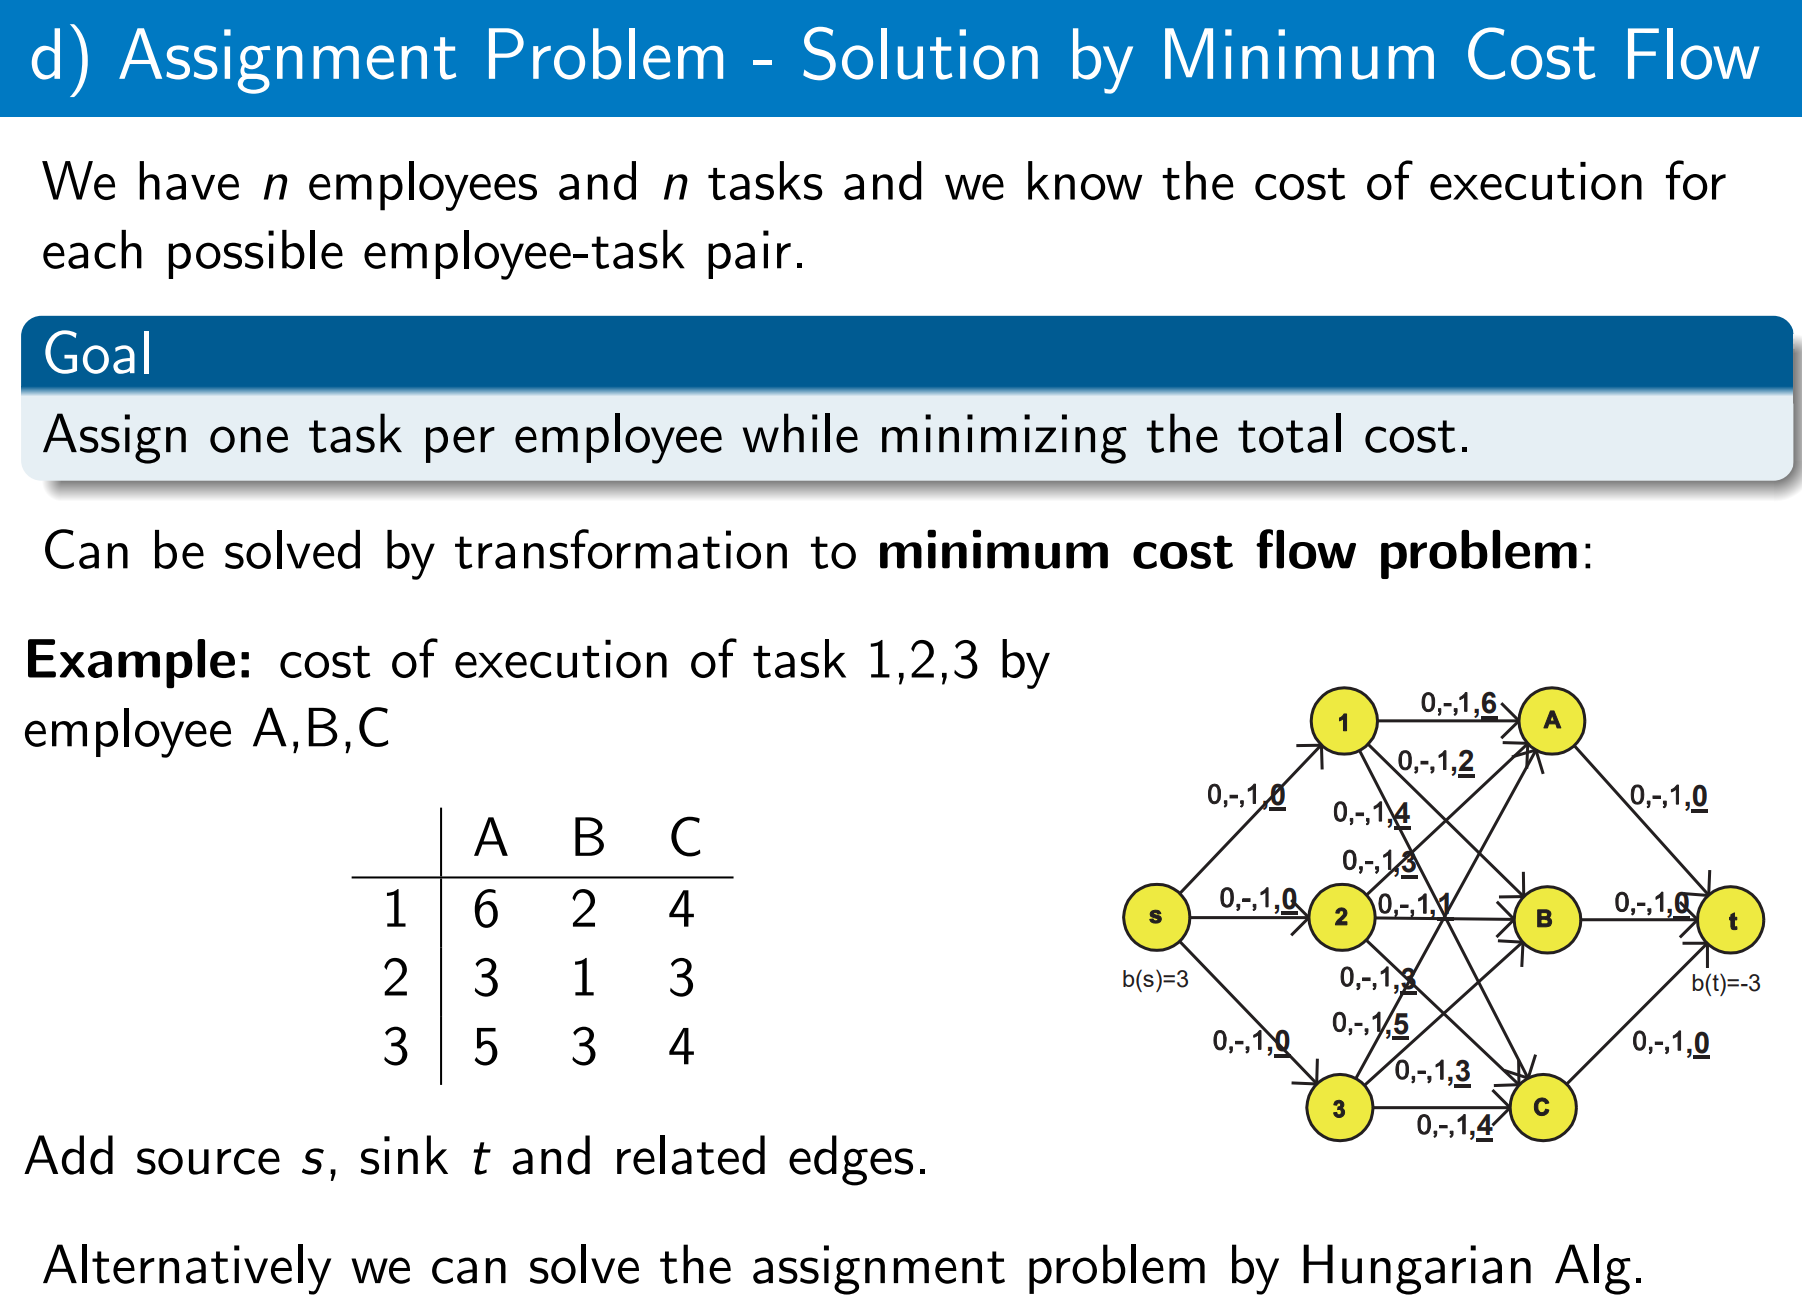 d) Assignment Problem - Solution by Minimum Cost Flow
We have n employees and n tasks and we know the cost of execution for
each possible employee-task pair.
Goal
Assign one task per employee while minimizing the total cost.
Can be solved by transformation to minimum cost flow problem:
Example: cost of execution of task 1,2,3 by
employee A,B,C
A B C
1 6 2 4
2 3 1 3
3 5 3 4
Add source s, sink t and related edges.
0,-,1,6
1
A
0,-,1,2
0,-,1,0
0,-,1,0
0,-,1,4
0,-,1,3
0,-,1,0
0,-,1,1
0,-,1,0
s
2
B
t
b(s)=3
0,-,1,3
b(t)=-3
0,-,1,5
0,-,1,0
0,-,1,0
0,-,1,3
3
C
0,-,1,4
Alternatively we can solve the assignment problem by Hungarian Alg.